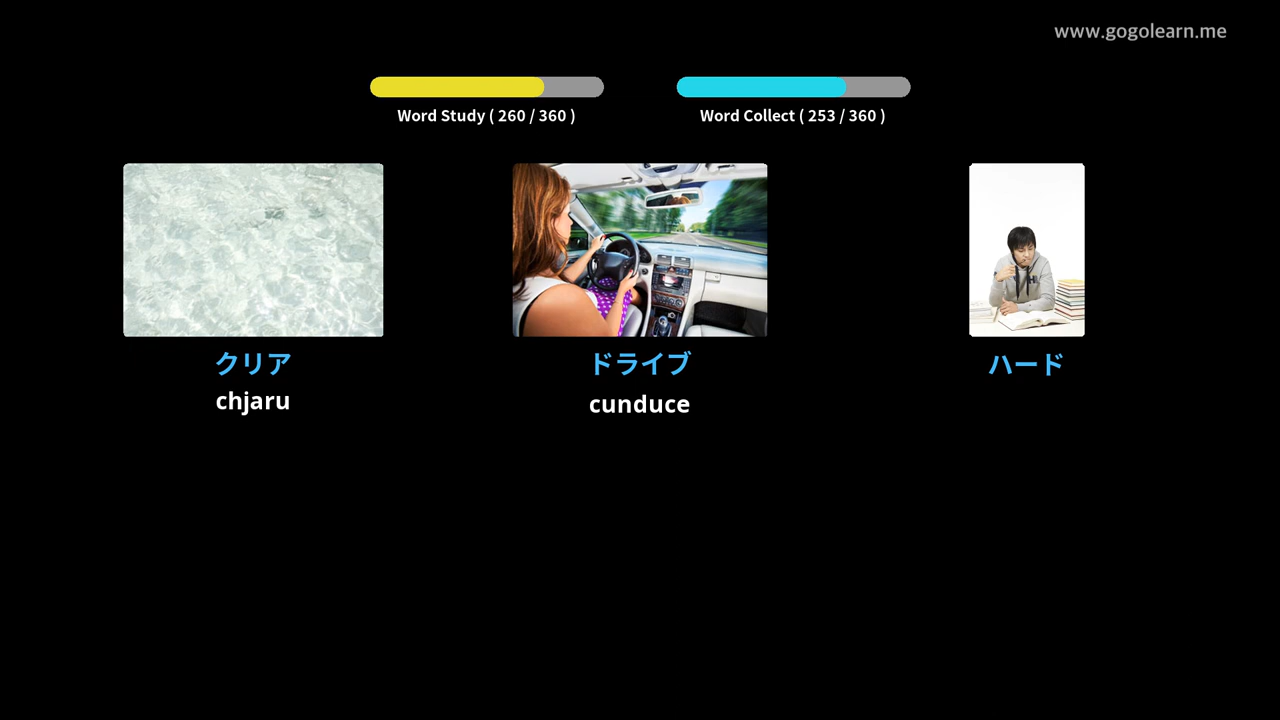 www.gogolearn.me
Word Study ( 260 / 360 )
Word Collect ( 253 / 360 )
クリア
chjaru
ドライブ
cunduce
ハード